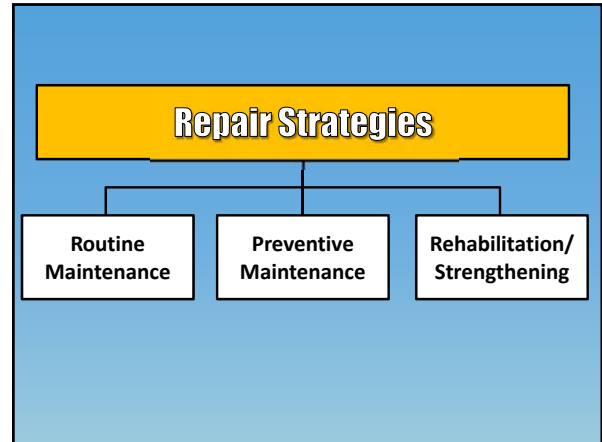 Repair Strategies
Routine
Maintenance
Preventive
Maintenance
Rehabilitation/
Strengthening